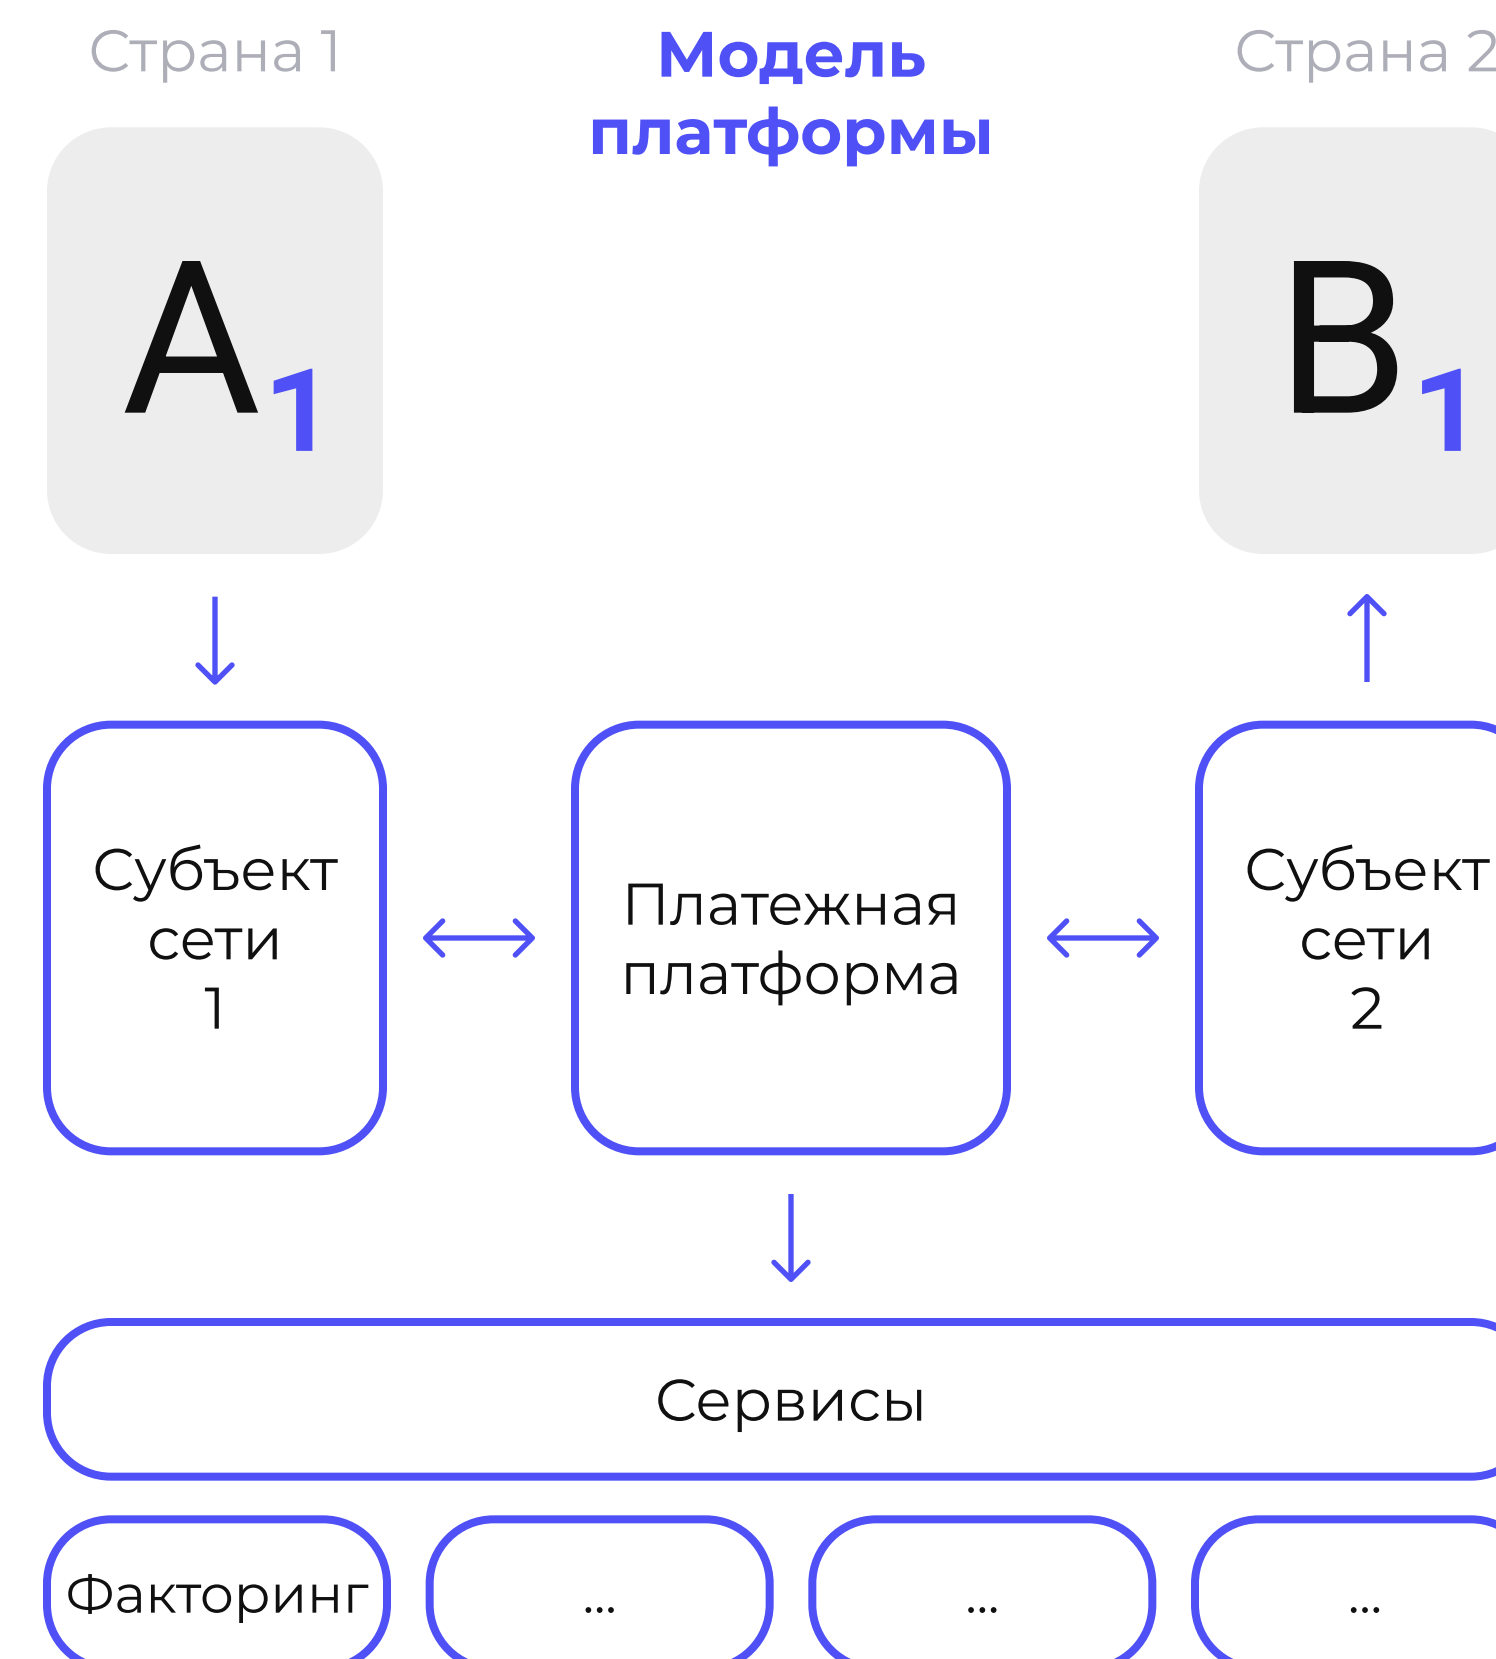 Страна 1
Модель
платформы
Страна 2
A1
B1
Субъект
сети
1
Платежная
платформа
Субъект
сети
2
Сервисы
Факторинг
...
...
...